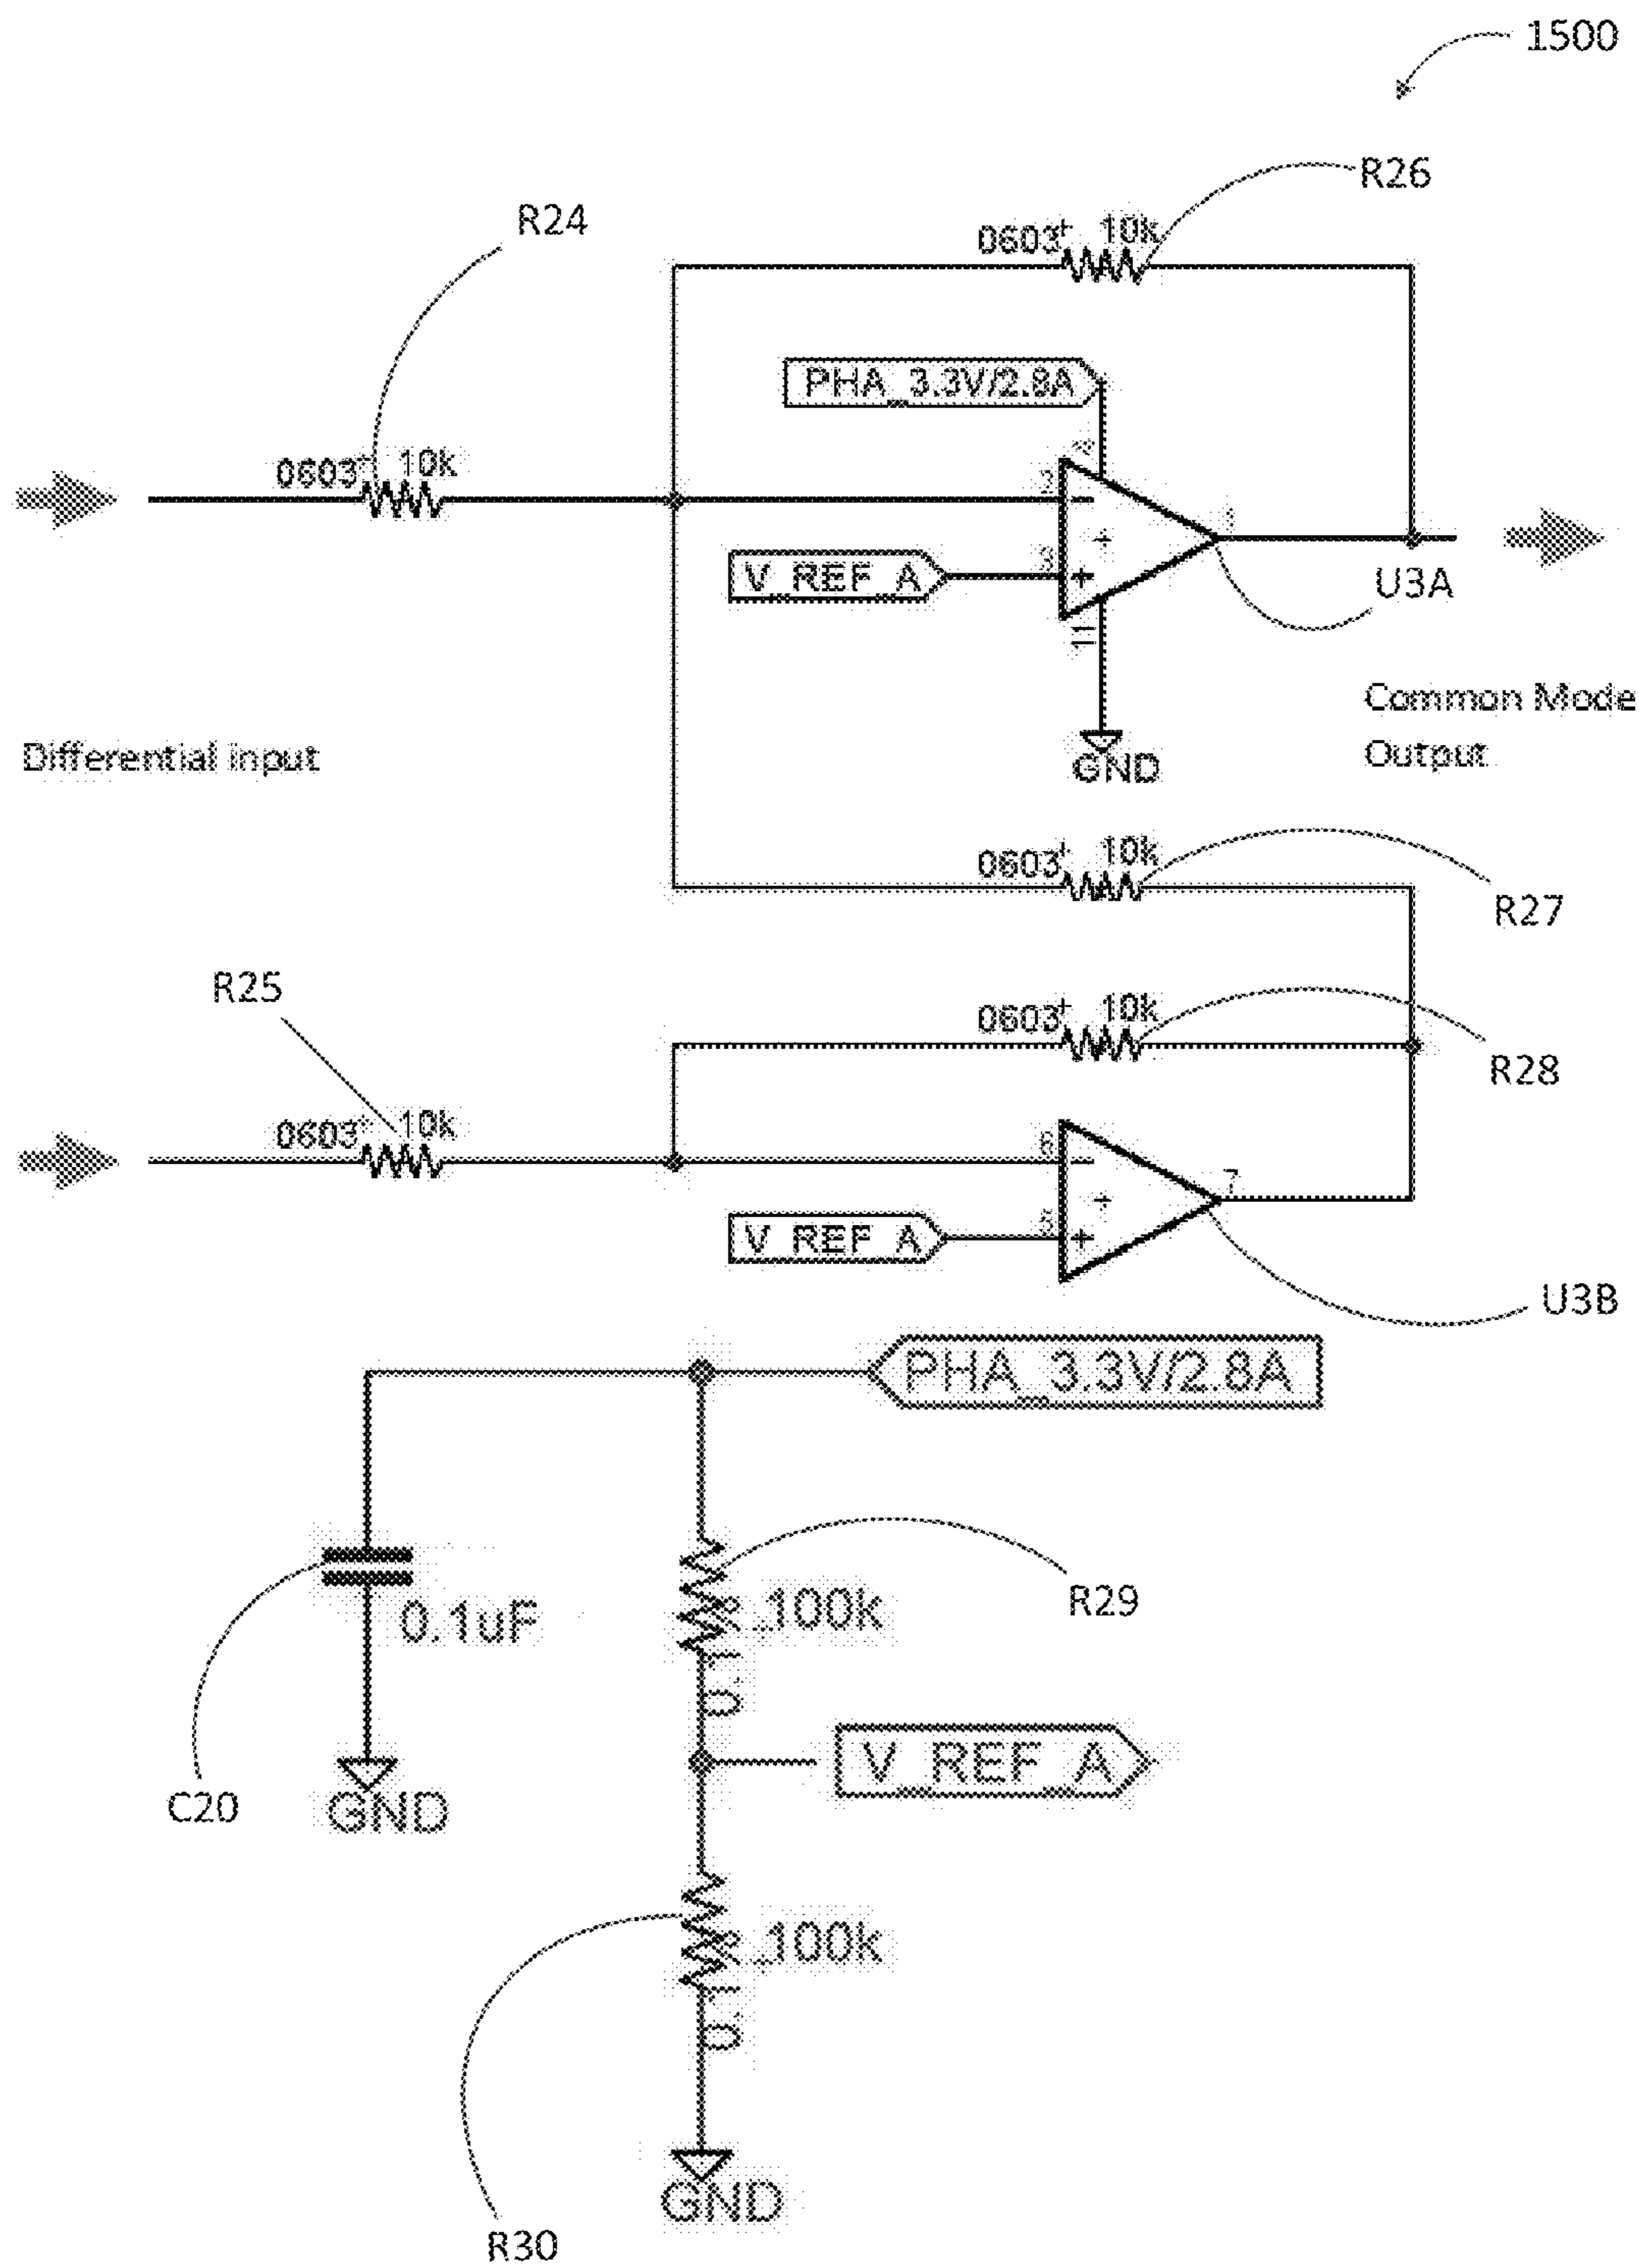 1500
R26
R24
0603 10k
PHA_3.3V/2.8A
4
0603 10k
2
1
V_REF_A
3
U3A
11
Common Mode
Output
GND
Differential input
0603 10k
R27
R25
0603 10k
R28
0603 10k
6
7
V_REF_A
5
U3B
PHA_3.3V/2.8A
R29
0.1uF
100k
V_REF_A
C20
GND
100k
GND
R30